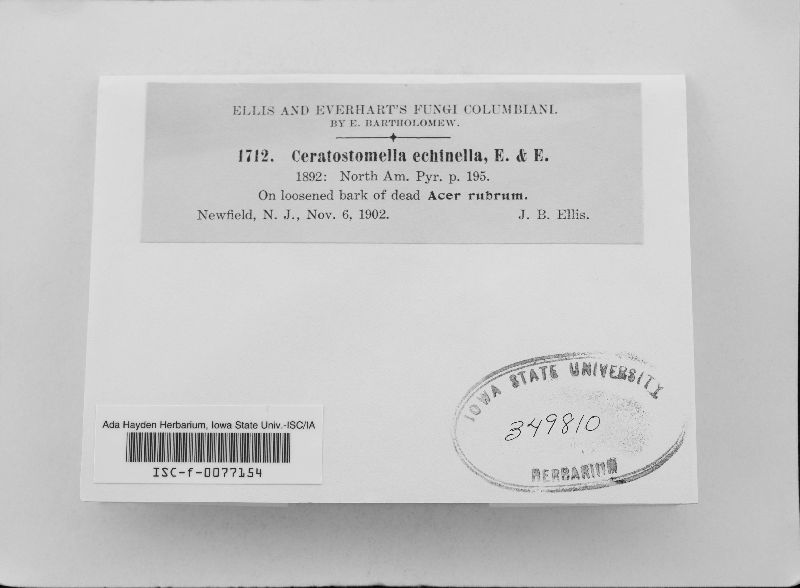 ELLIS AND EVERHART'S FUNGI COLUMBIANI.
BY E. BARTHOLOMEW.
1712. Ceratostomella echinella, E. & E.
1892: North Am. Pyr. p. 195.
On loosened bark of dead Acer rubrum.
Newfield, N. J., Nov. 6, 1902. J. B. Ellis.
IOWA STATE UNIVERSITY
349810
HERBARIUM
Ada Hayden Herbarium, Iowa State Univ.-ISC/IA
ISC-f-0077154